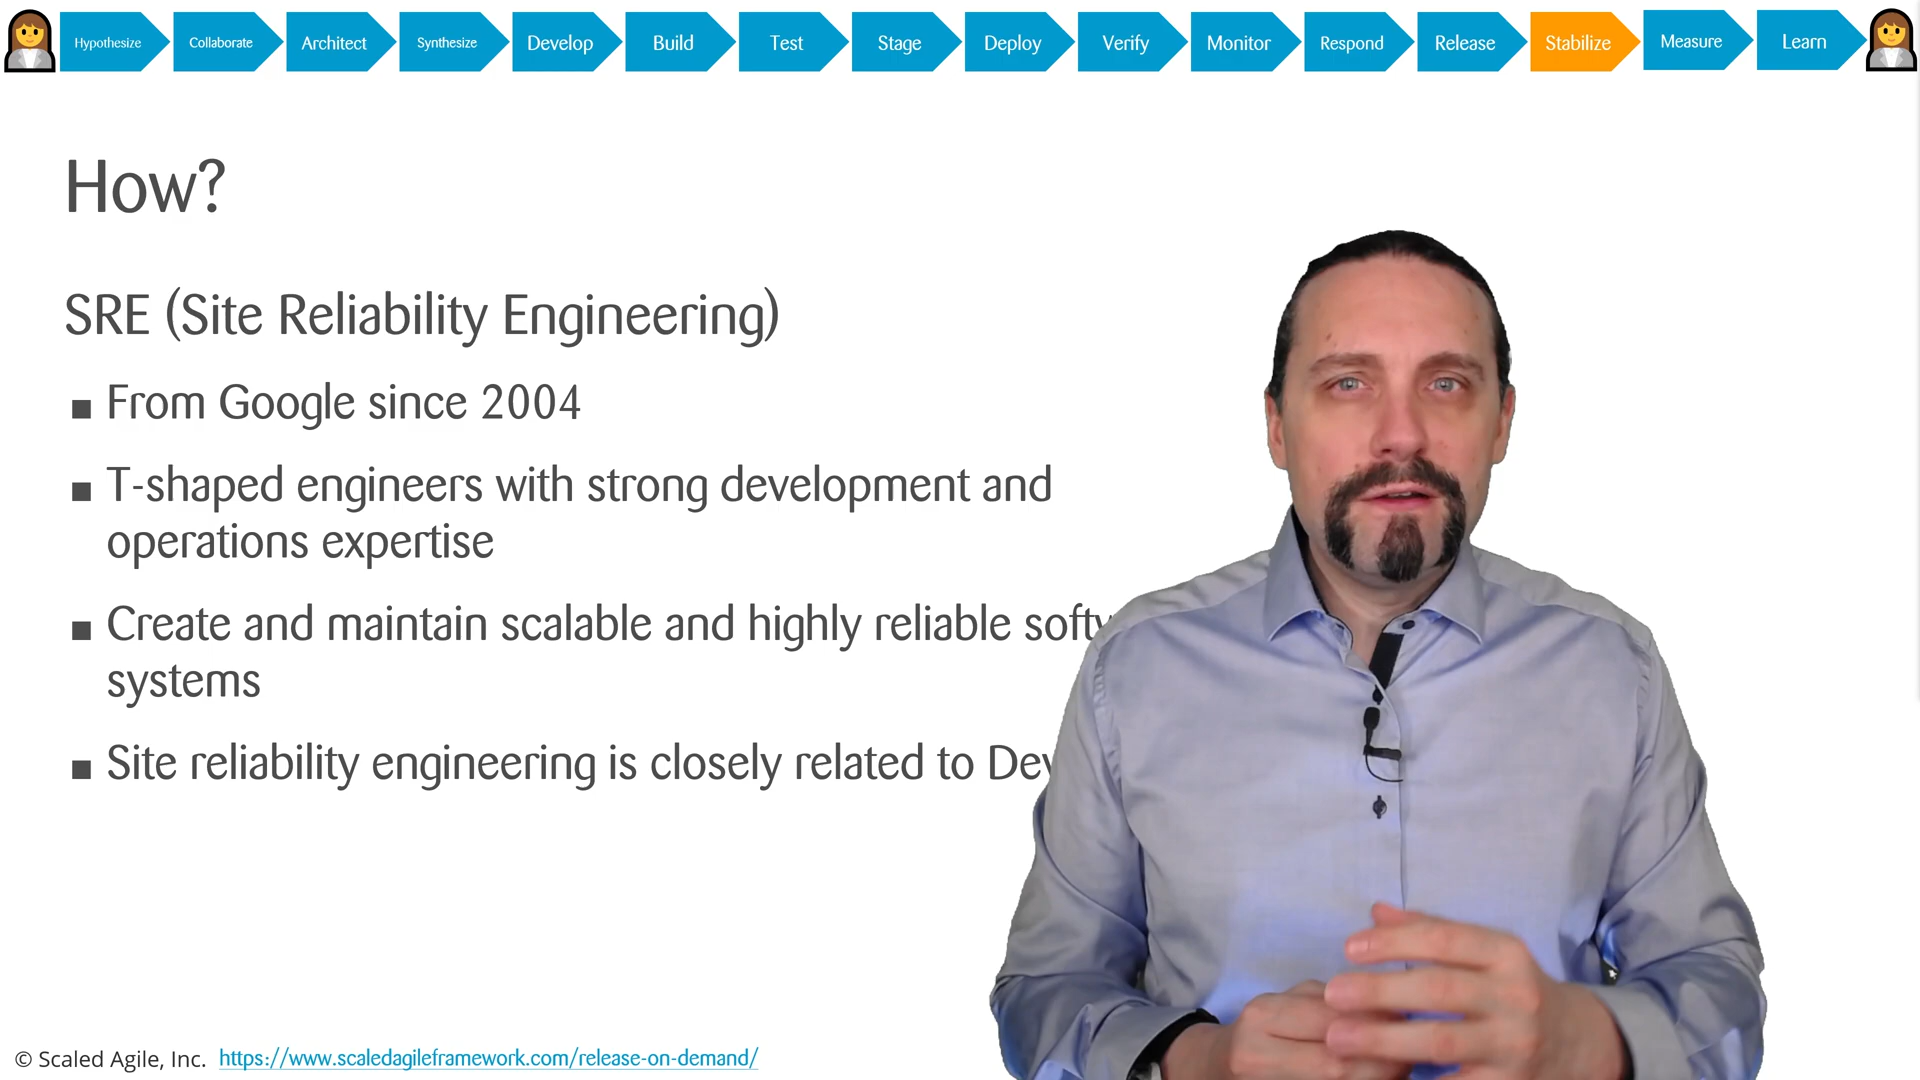 Hypothesize Collaborate Architect Synthesize Develop Build Test Stage Deploy Verify Monitor Respond Release Stabilize Measure Learn
How?
SRE (Site Reliability Engineering)
■ From Google since 2004
■ T-shaped engineers with strong development and
operations expertise
■ Create and maintain scalable and highly reliable
systems
■ Site reliability engineering is closely related to
© Scaled Agile, Inc. https://www.scaledagileframework.com/release-on-demand/